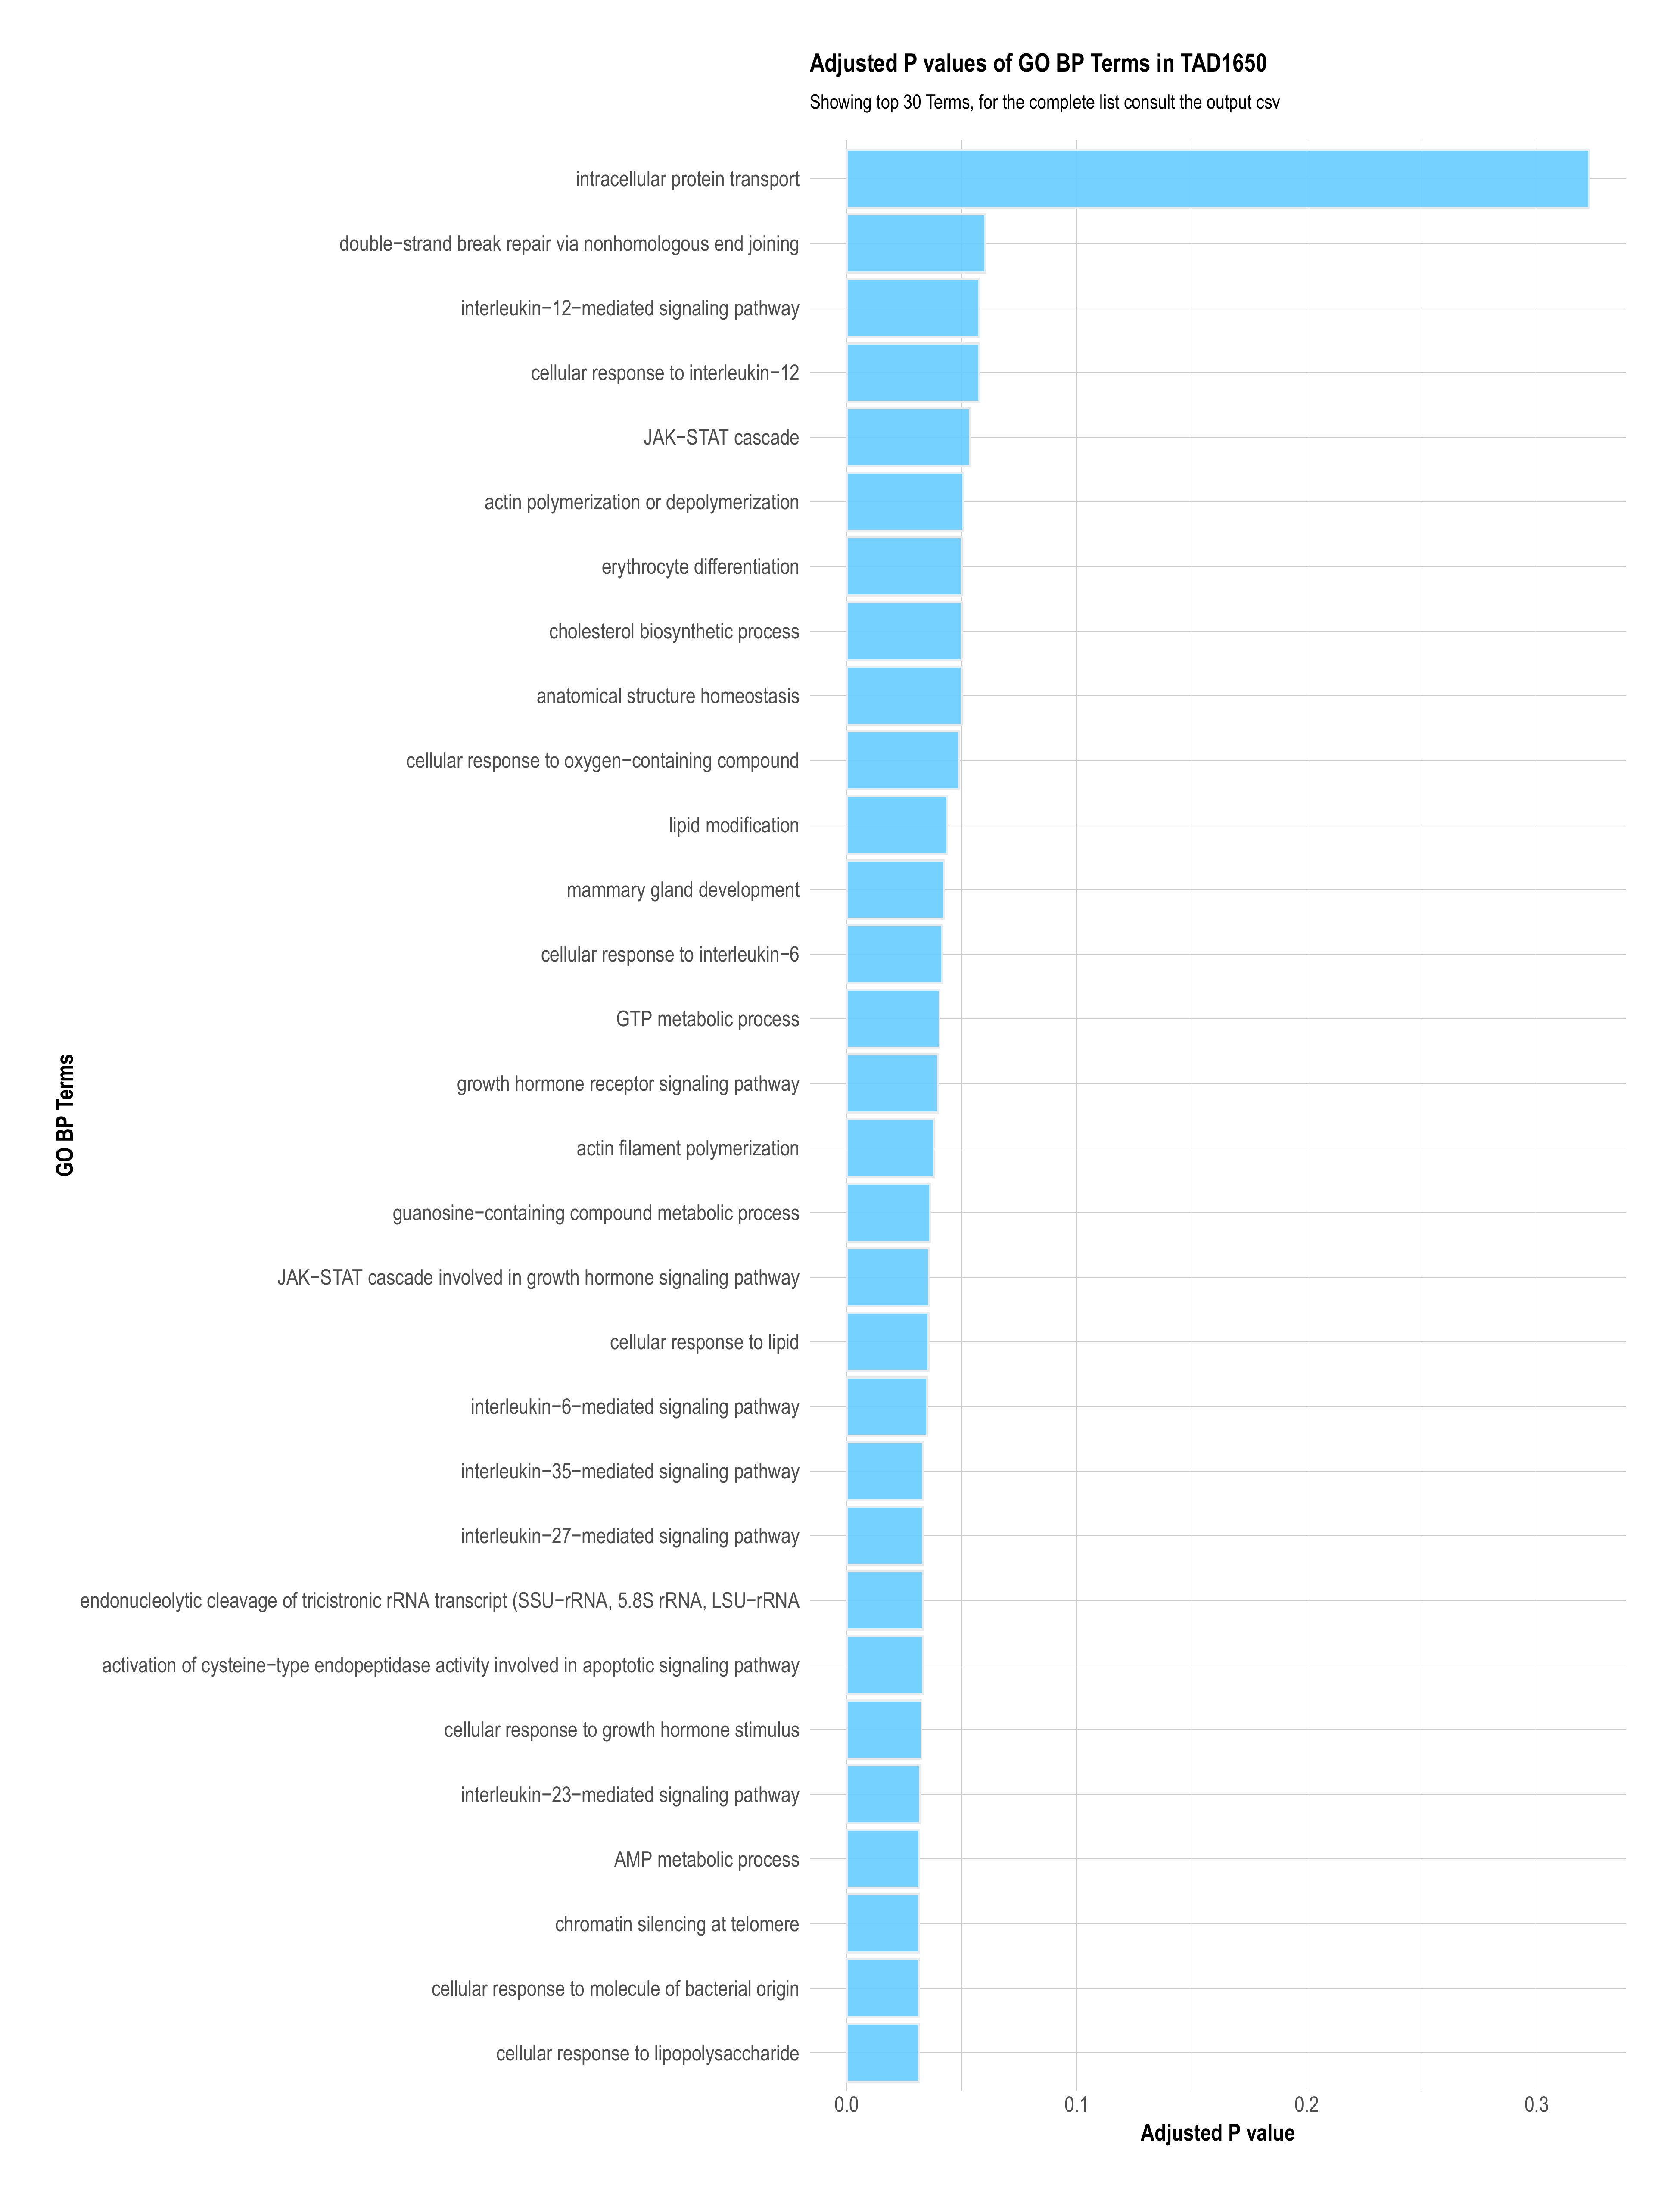 Adjusted P values of GO BP Terms in TAD1650
Showing top 30 Terms, for the complete list consult the output csv
intracellular protein transport
double−strand break repair via nonhomologous end joining
interleukin−12−mediated signaling pathway
cellular response to interleukin−12
JAK−STAT cascade
actin polymerization or depolymerization
erythrocyte differentiation
cholesterol biosynthetic process
anatomical structure homeostasis
cellular response to oxygen−containing compound
lipid modification
mammary gland development
cellular response to interleukin−6
GTP metabolic process
growth hormone receptor signaling pathway
actin filament polymerization
guanosine−containing compound metabolic process
JAK−STAT cascade involved in growth hormone signaling pathway
cellular response to lipid
interleukin−6−mediated signaling pathway
interleukin−35−mediated signaling pathway
interleukin−27−mediated signaling pathway
endonucleolytic cleavage of tricistronic rRNA transcript (SSU−rRNA, 5.8S rRNA, LSU−rRNA
activation of cysteine−type endopeptidase activity involved in apoptotic signaling pathway
cellular response to growth hormone stimulus
interleukin−23−mediated signaling pathway
AMP metabolic process
chromatin silencing at telomere
cellular response to molecule of bacterial origin
cellular response to lipopolysaccharide
GO BP Terms
0.0 0.1 0.2 0.3
Adjusted P value